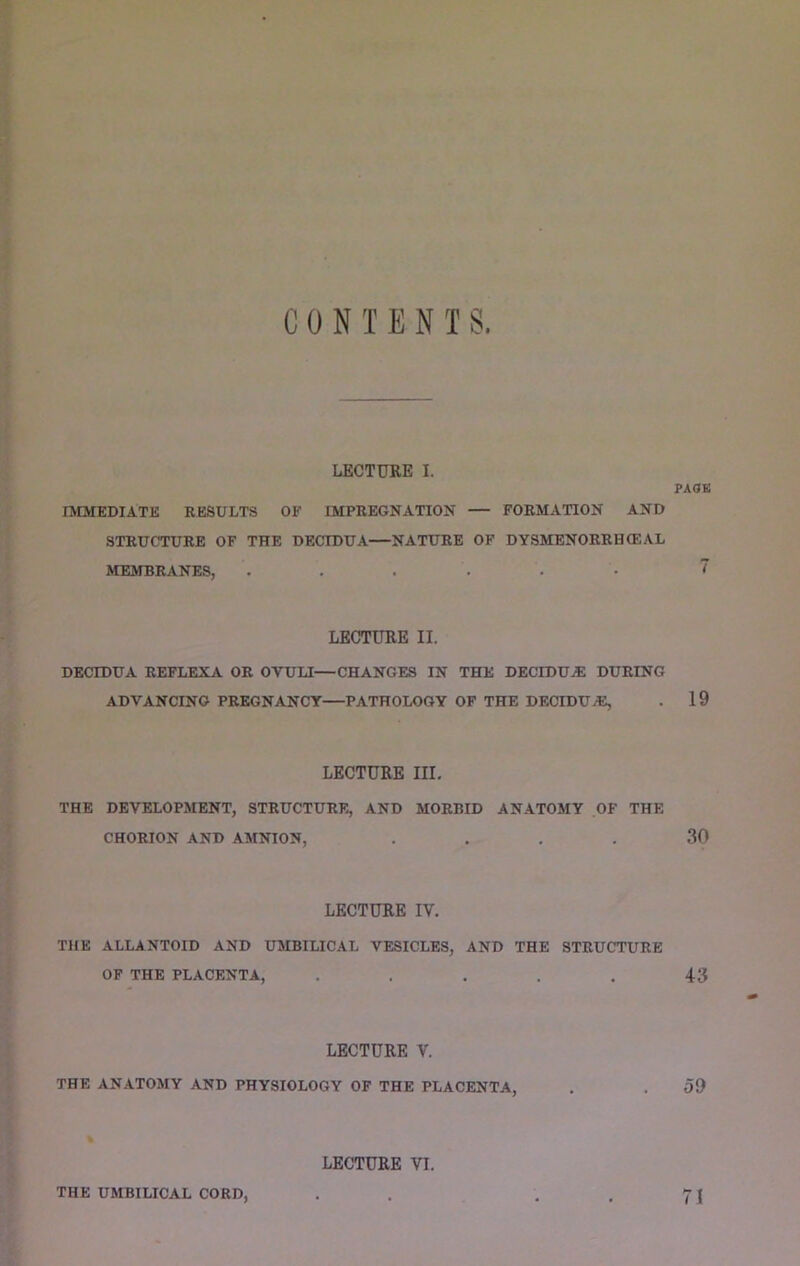 CONTENTS.
LECTURE I.
PAGE
IMMEDIATE RESULTS OF IMPREGNATION — FORMATION AND
STRUCTURE OF THE DECIDUA—NATURE OF DYSMENORRHŒAL
MEMBRANES, . . . . . . 7
LECTURE II.
DECIDUA REFLEXA OR OVULI—CHANGES IN THE DECIDUÆ DURING
ADVANCING PREGNANCY—PATHOLOGY OF THE DECIDUÆ, . 19
LECTURE III.
THE DEVELOPMENT, STRUCTURE, AND MORBID ANATOMY OF THE
CHORION AND AMNION, . . . . 30
LECTURE IV.
THE ALLANTOID AND UMBILICAL VESICLES, AND THE STRUCTURE
OF THE PLACENTA, . . . . . 43
LECTURE V.
THE ANATOMY AND PHYSIOLOGY OF THE PLACENTA, . . 59
LECTURE VI.
THE UMBILICAL CORD, . . . . 71